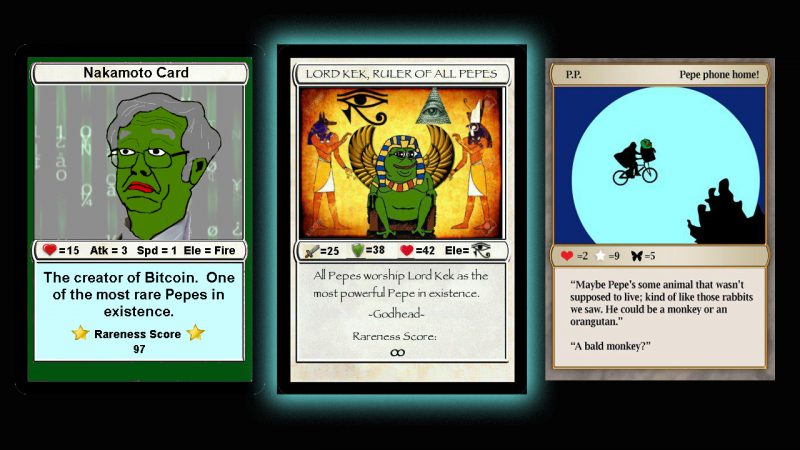 Nakamoto Card
=15 Atk = 3 Spd = 1 Ele = Fire
The creator of Bitcoin. One
of the most rare Pepes in
existence.
Rareness Score
97
LORD KEK, RULER OF ALL PEPES
=25 =38 =42 Ele=
All Pepes worship Lord Kek as the
most powerful Pepe in existence.
-Godhead-
Rareness Score:
∞
P.P. Pepe phone home!
=2 =9 =5
“Maybe Pepe's some animal that wasn't
supposed to live; kind of like those rabbits
we saw. He could be a monkey or an
orangutan.”
“A bald monkey?”